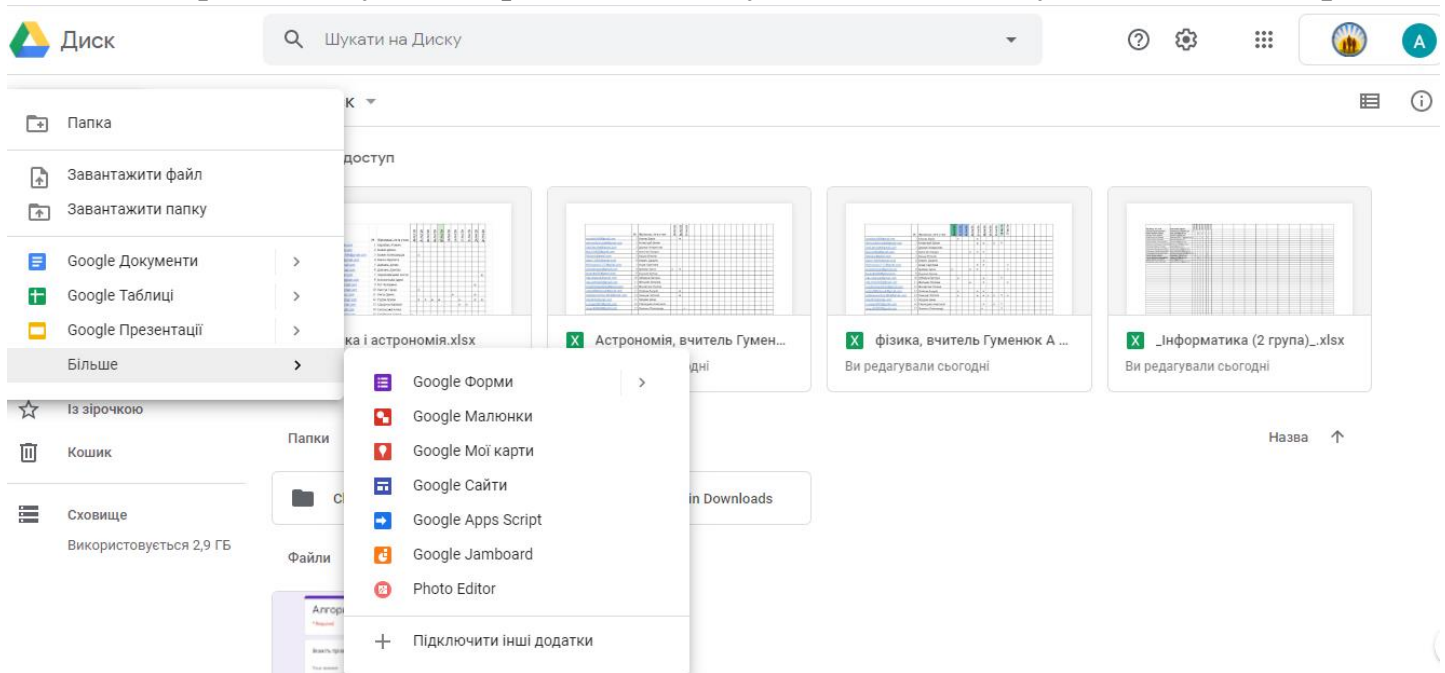 Диск
Шукати на Диску
A
Папка
Завантажити файл
Завантажити папку
Google Документи
Google Таблиці
Google Презентації
Більше
Із зірочкою
Кошик
Сховище
Використовується 2,9 ГБ
к
доступ
ка і астрономія.xlsx
Астрономія, вчитель Гумен...
дні
фізика, вчитель Гуменюк А ...
Ви редагували сьогодні
_Інформатика (2 група)_.xlsx
Ви редагували сьогодні
Папки
Назва
in Downloads
Файли
Google Форми
Google Малюнки
Google Мої карти
Google Сайти
Google Apps Script
Google Jamboard
Photo Editor
Підключити інші додатки